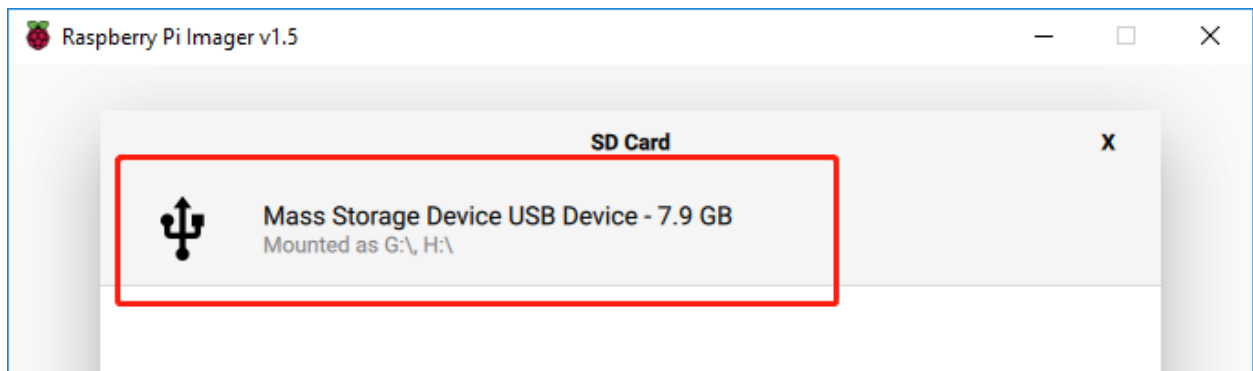 Raspberry Pi Imager v1.5
SD Card
X
Mass Storage Device USB Device - 7.9 GB
Mounted as G:\, H:\